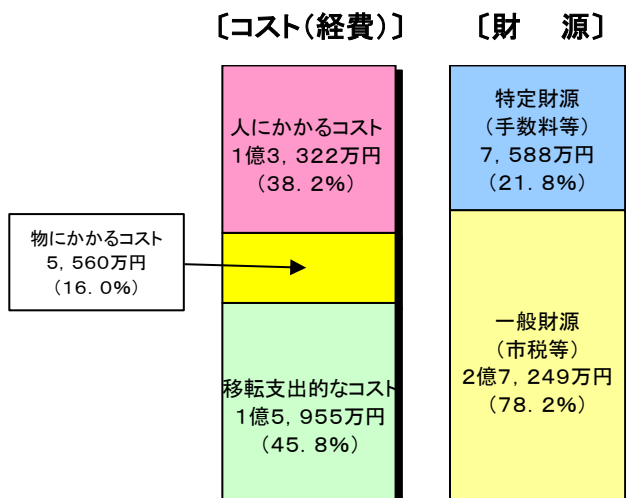 〔コスト(経費)〕
〔財　源〕
人にかかるコスト
1億3，322万円
(38．2%)
物にかかるコスト
5，560万円
(16．0%)
移転支出的なコスト
1億5，955万円
(45．8%)
特定財源
(手数料等)
7，588万円
(21．8%)
一般財源
(市税等)
2億7，249万円
(78．2%)